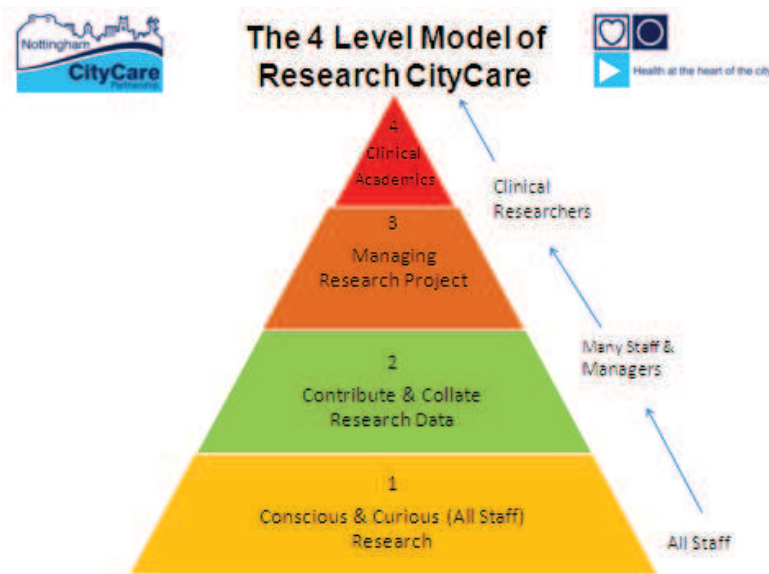 Nottingham
CityCare
Partnership
The 4 Level Model of
Research CityCare
Health at the heart of the city
4
Clinical
Academics
Clinical
Researchers
3
Managing
Research Project
Many Staff &
Managers
2
Contribute & Collate
Research Data
1
Conscious & Curious (All Staff)
Research
All Staff